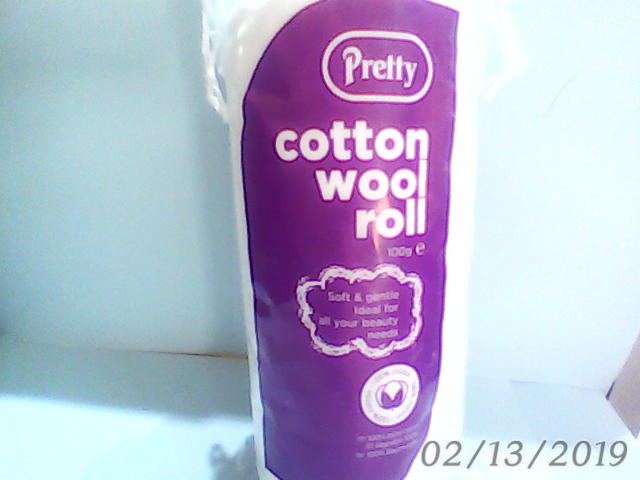 Pretty
cotton
wool
roll
100g e
Soft & gentle
Ideal for
all your beauty
needs
02/13/2019